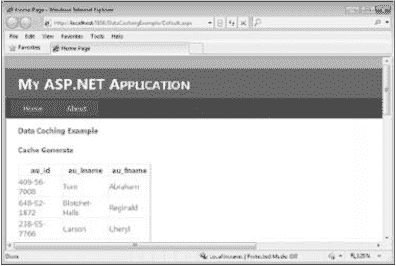 Home Page - Windows Internet Explorer
File Edit View Favorites Tools Help
Favorites Home Page
MY ASP.NET APPLICATION
Home About
Data Caching Example
Cache Generate
au_id au_lname au_fname
409-56-7008 Tom Abraham
648-92-1872 Blotchet-Halls Reginald
238-95-7766 Carson Cheryl
Done Local intranet | Protected Mode: Off 125%